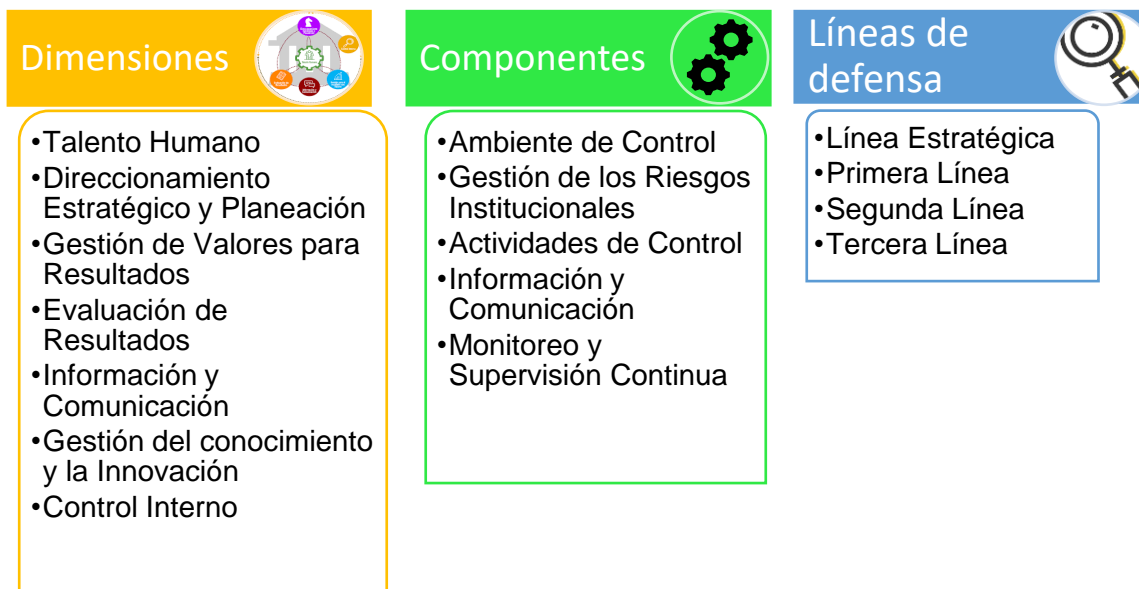 Dimensiones
•Talento Humano
•Direccionamiento
Estratégico y Planeación
•Gestión de Valores para
Resultados
•Evaluación de
Resultados
•Información y
Comunicación
•Gestión del conocimiento
y la Innovación
•Control Interno
Componentes
•Ambiente de Control
•Gestión de los Riesgos
Institucionales
•Actividades de Control
•Información y
Comunicación
•Monitoreo y
Supervisión Continua
Líneas de
defensa
•Línea Estratégica
•Primera Línea
•Segunda Línea
•Tercera Línea